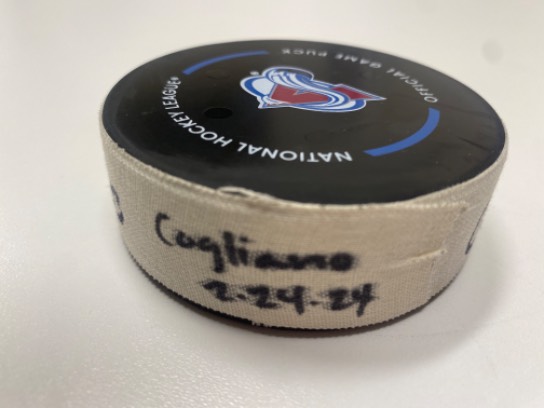 OFFICIAL GAME PUCK
NATIONAL HOCKEY LEAGUE®
Cogliano
2-24-24